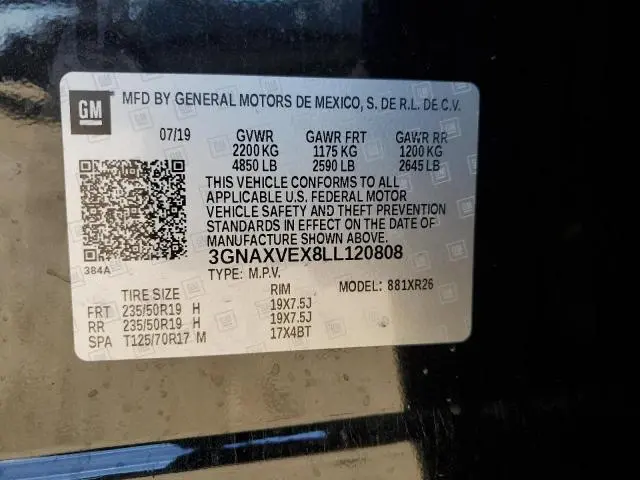 GM MFD BY GENERAL MOTORS DE MEXICO, S. DE R.L. DE C.V.
07/19 GVWR GAWR FRT GAWR RR
2200 KG 1175 KG 1200 KG
4850 LB 2590 LB 2645 LB
THIS VEHICLE CONFORMS TO ALL
APPLICABLE U.S. FEDERAL MOTOR
VEHICLE SAFETY AND THEFT PREVENTION
STANDARDS IN EFFECT ON THE DATE OF
MANUFACTURE SHOWN ABOVE.
384A
3GNAXVEX8LL120808
TYPE: M.P.V. MODEL: 881XR26
TIRE SIZE RIM
FRT 235/50R19 H 19X7.5J
RR 235/50R19 H 19X7.5J
SPA T125/70R17 M 17X4BT